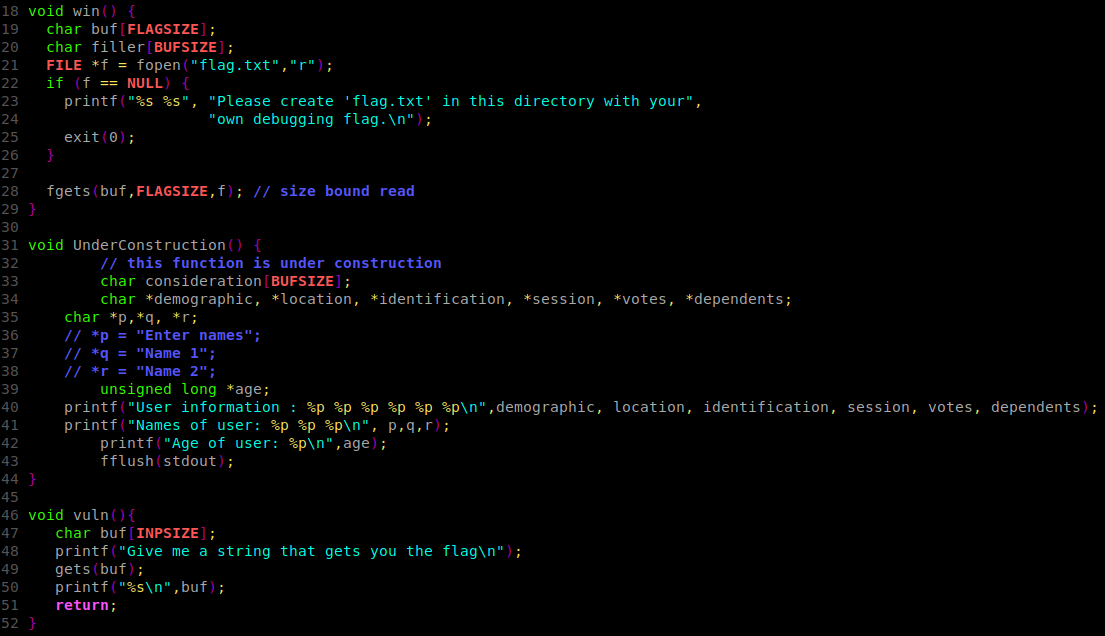 18 void win() {
19   char buf[FLAGSIZE];
20   char filler[BUFSIZE];
21   FILE *f = fopen("flag.txt","r");
22   if (f == NULL) {
23     printf("%s %s", "Please create 'flag.txt' in this directory with your",
24                     "own debugging flag.\n");
25     exit(0);
26   }
27
28   fgets(buf,FLAGSIZE,f); // size bound read
29 }
30
31 void UnderConstruction() {
32         // this function is under construction
33         char consideration[BUFSIZE];
34         char *demographic, *location, *identification, *session, *votes, *dependents;
35     char *p,*q, *r;
36     // *p = "Enter names";
37     // *q = "Name 1";
38     // *r = "Name 2";
39         unsigned long *age;
40     printf("User information : %p %p %p %p %p %p\n",demographic, location, identification, session, votes, dependents);
41     printf("Names of user: %p %p %p\n", p,q,r);
42         printf("Age of user: %p\n",age);
43         fflush(stdout);
44 }
45
46 void vuln(){
47    char buf[INPSIZE];
48    printf("Give me a string that gets you the flag\n");
49    gets(buf);
50    printf("%s\n",buf);
51    return;
52 }